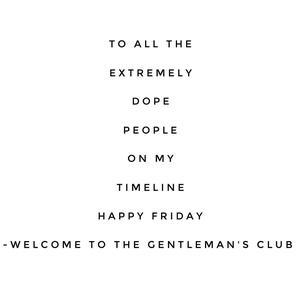 TO ALL THE
EXTREMELY
DOPE
PEOPLE
ON MY
TIMELINE
HAPPY FRIDAY
-WELCOME TO THE GENTLEMAN'S CLUB